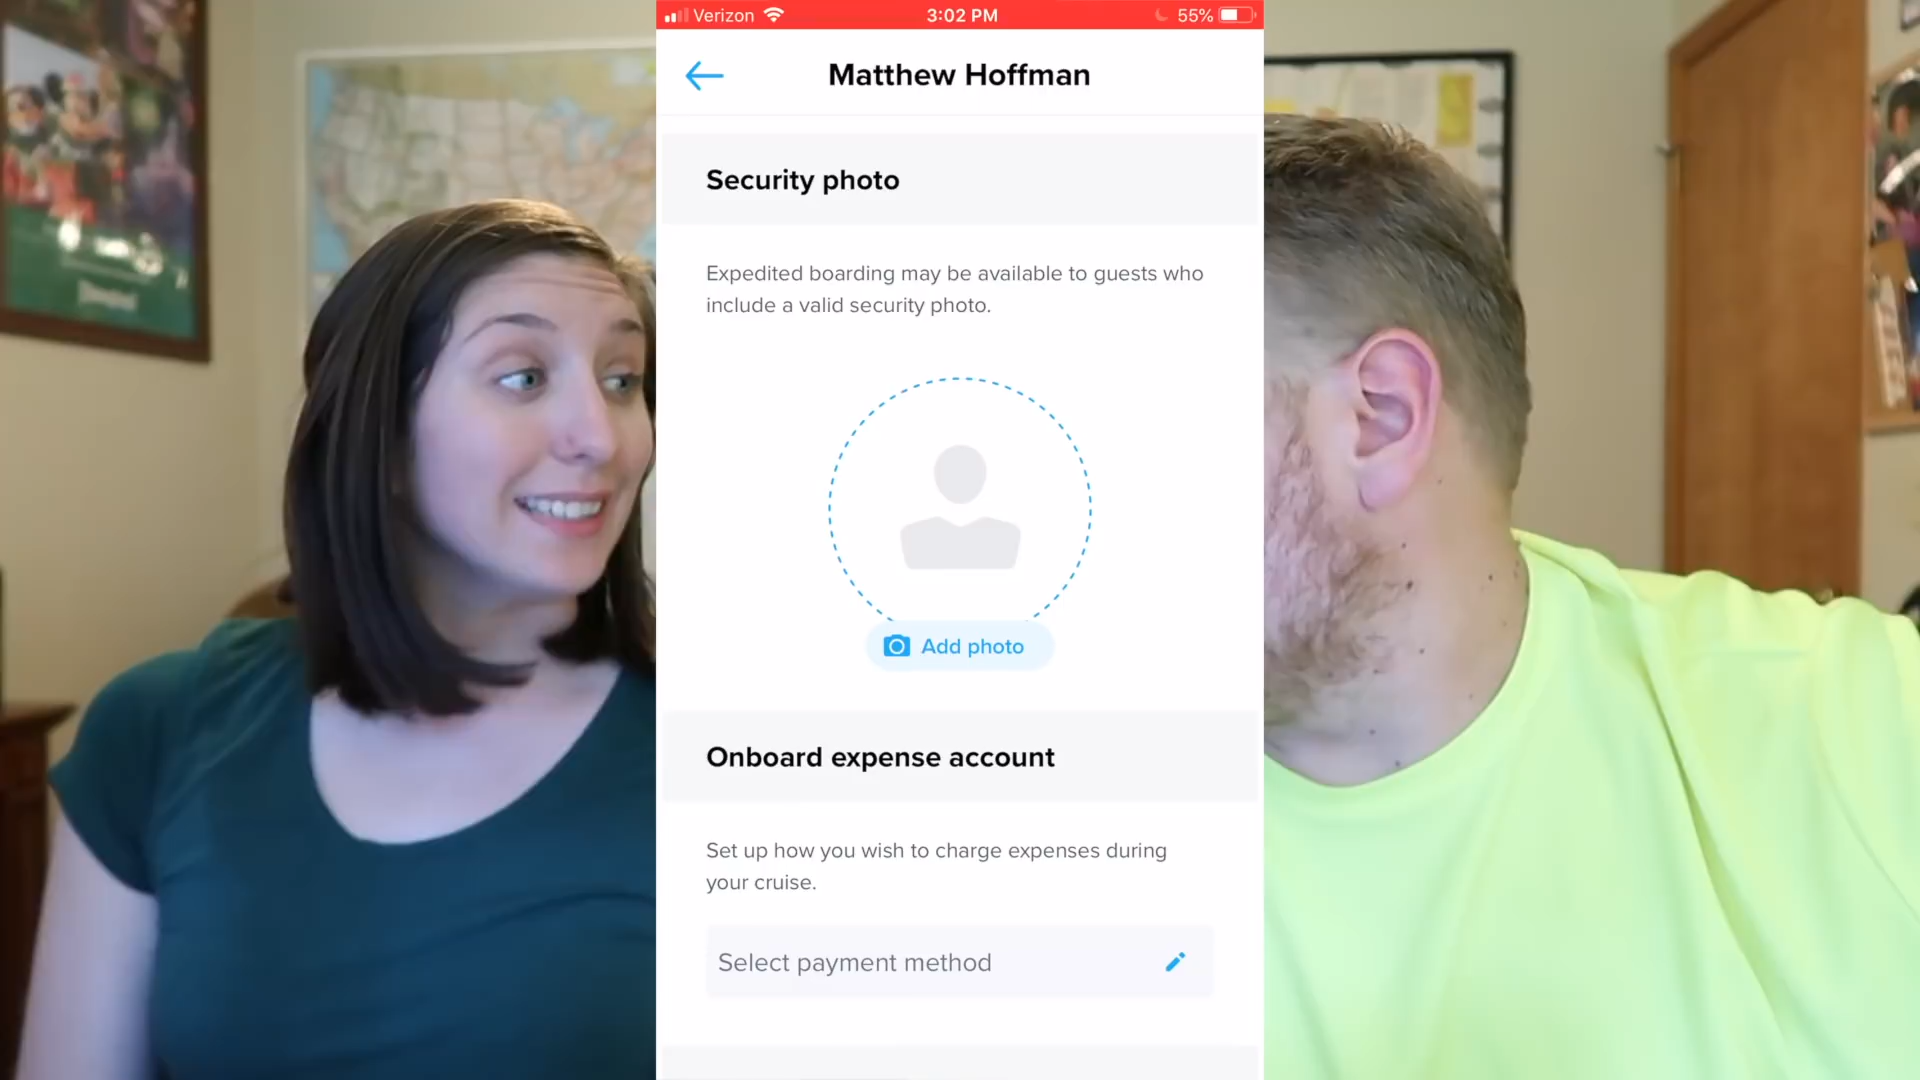 Verizon 3:02 PM 55%
Matthew Hoffman
Security photo
Expedited boarding may be available to guests who
include a valid security photo.
Add photo
Onboard expense account
Set up how you wish to charge expenses during
your cruise.
Select payment method